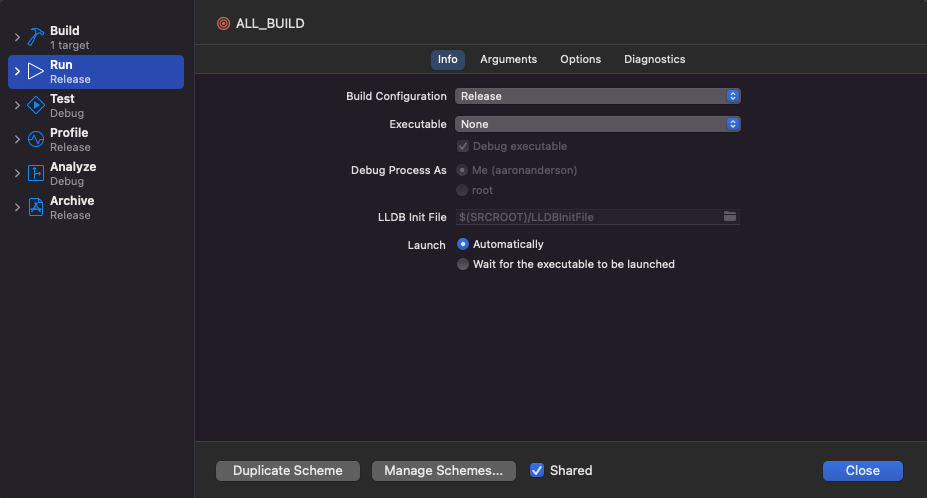 ALL_BUILD
Build
1 target
Run
Release
Test
Debug
Profile
Release
Analyze
Debug
Archive
Release
Info Arguments Options Diagnostics
Build Configuration Release
Executable None
Debug executable
Debug Process As Me (aaronanderson)
root
LLDB Init File $(SRCROOT)/LLDBInitFile
Launch Automatically
Wait for the executable to be launched
Duplicate Scheme Manage Schemes... Shared Close